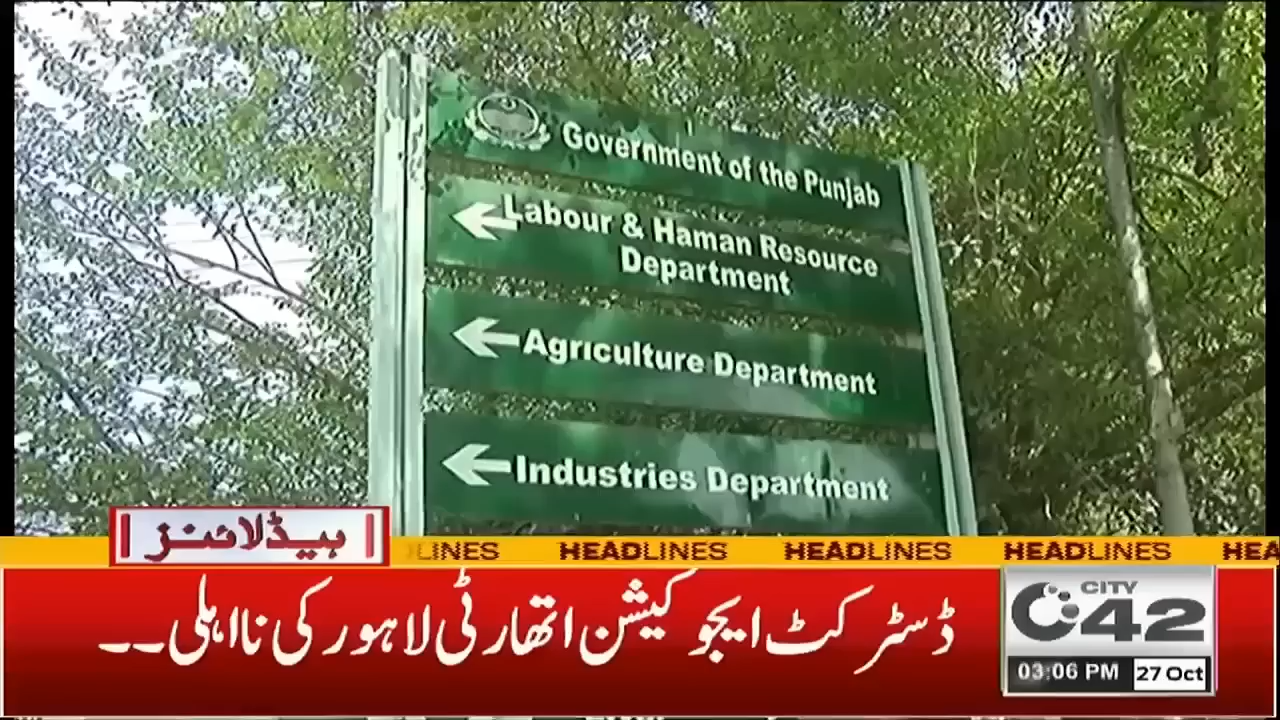 Government of the Punjab
Labour & Haman Resource
Department
Agriculture Department
Industries Department
ہیڈلائنز
LINES HEADLINES HEADLINES HEADLINES HEA
ڈسٹرکٹ ایجوکیشن اتھارٹی لاہور کی نااہلی۔۔
CITY
42
03:06 PM 27 Oct